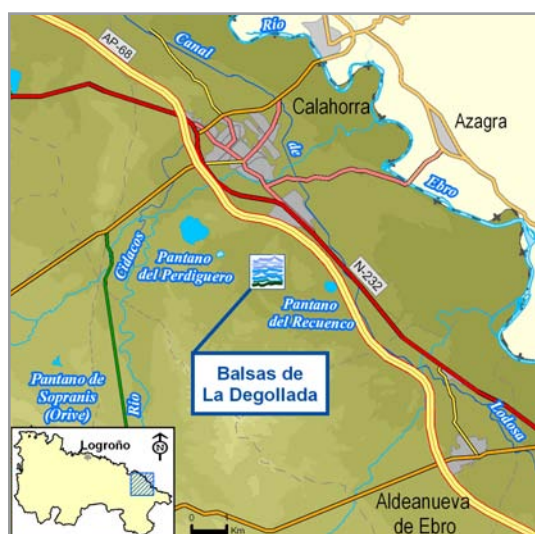 AP-68
Canal
Río
Calahorra
Azagra
de
Ebro
Cidacos
Pantano
del Perdiguero
N-232
Pantano
del Recuenco
Balsas de
La Degollada
Pantano de
Sopranis
(Orive)
Río
Lodosa
Logroño
N
Aldeanueva
de Ebro
0
1
Km